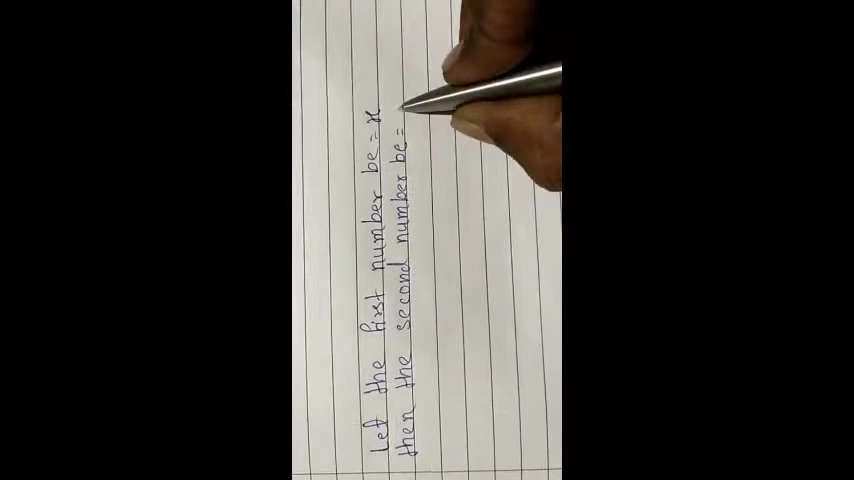 Let the first number be = x
then the second number be =